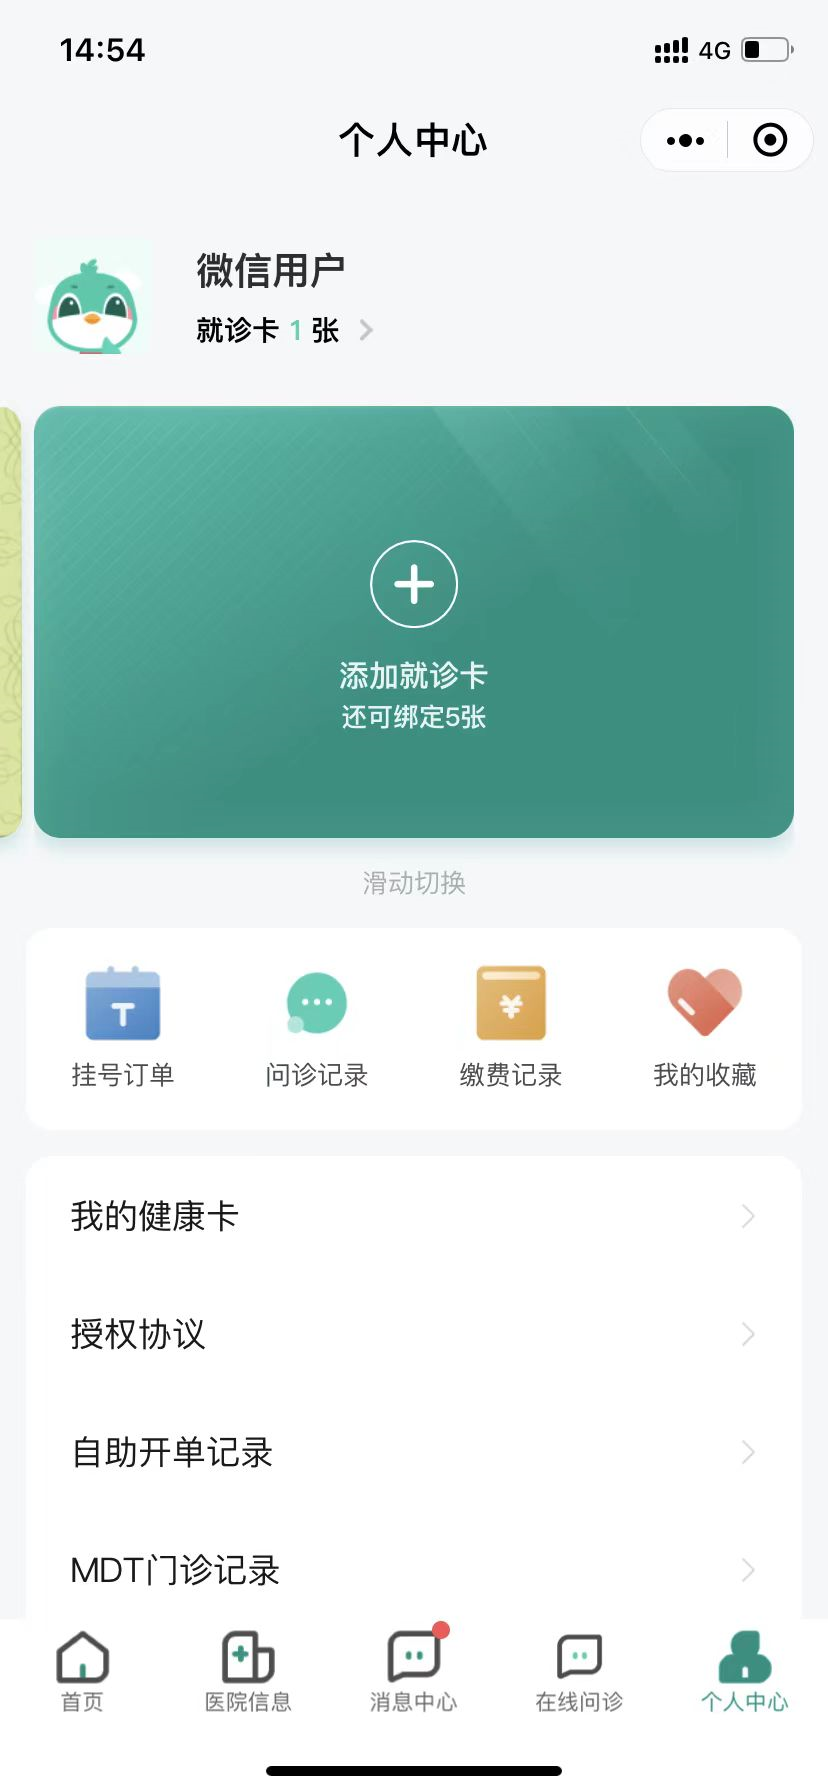 14:54
4G
个人中心
微信用户
就诊卡 1 张
添加就诊卡
还可绑定5张
滑动切换
挂号订单
问诊记录
缴费记录
我的收藏
我的健康卡
授权协议
自助开单记录
MDT门诊记录
首页
医院信息
消息中心
在线问诊
个人中心